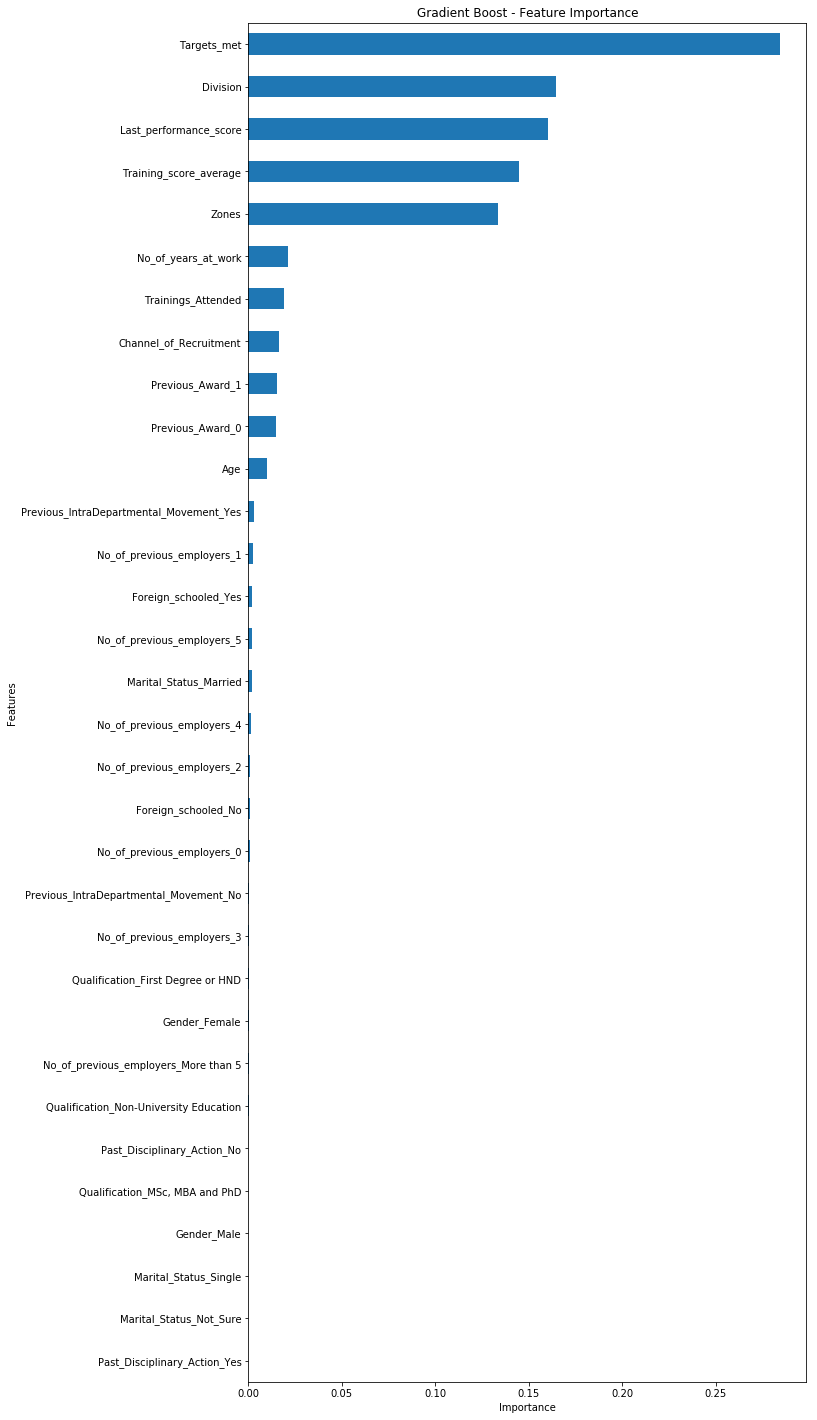 Gradient Boost - Feature Importance
Targets_met
Division
Last_performance_score
Training_score_average
Zones
No_of_years_at_work
Trainings_Attended
Channel_of_Recruitment
Previous_Award_1
Previous_Award_0
Age
Previous_IntraDepartmental_Movement_Yes
No_of_previous_employers_1
Foreign_schooled_Yes
No_of_previous_employers_5
Marital_Status_Married
No_of_previous_employers_4
No_of_previous_employers_2
Foreign_schooled_No
No_of_previous_employers_0
Previous_IntraDepartmental_Movement_No
No_of_previous_employers_3
Qualification_First Degree or HND
Gender_Female
No_of_previous_employers_More than 5
Qualification_Non-University Education
Past_Disciplinary_Action_No
Qualification_MSc, MBA and PhD
Gender_Male
Marital_Status_Single
Marital_Status_Not_Sure
Past_Disciplinary_Action_Yes
Features
0.00 0.05 0.10 0.15 0.20 0.25
Importance